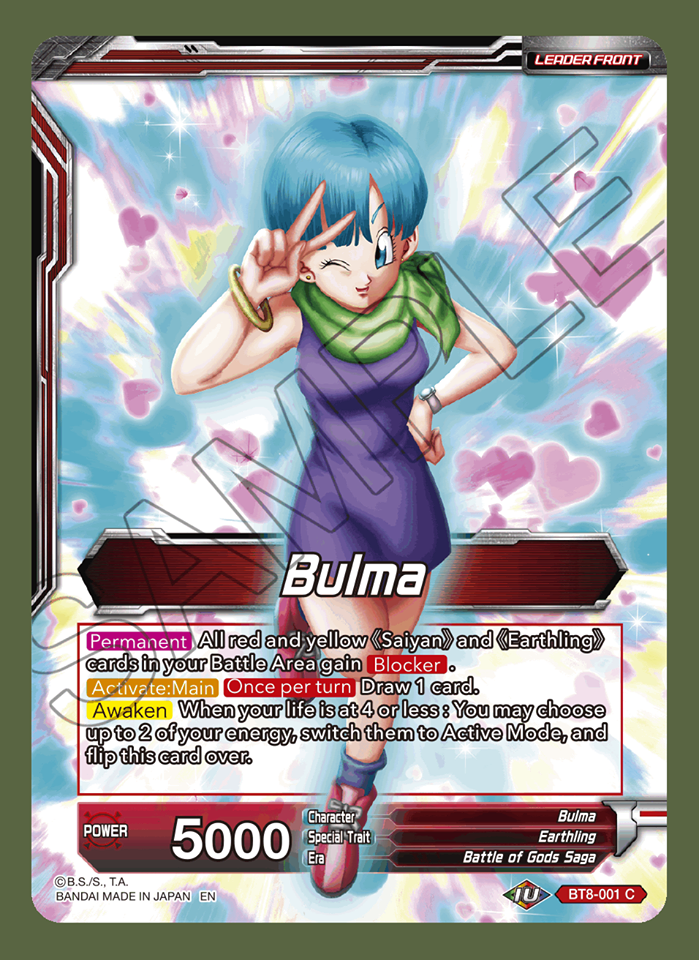 LEADER FRONT
SAMPLE
Bulma
Permanent All red and yellow 《Saiyan》 and 《Earthling》
cards in your Battle Area gain Blocker .
Activate:Main Once per turn Draw 1 card.
Awaken When your life is at 4 or less : You may choose
up to 2 of your energy, switch them to Active Mode, and
flip this card over.
POWER 5000
Character Bulma
Special Trait Earthling
Era Battle of Gods Saga
©B.S./S., T.A.
BANDAI MADE IN JAPAN EN
1U BT8-001 C